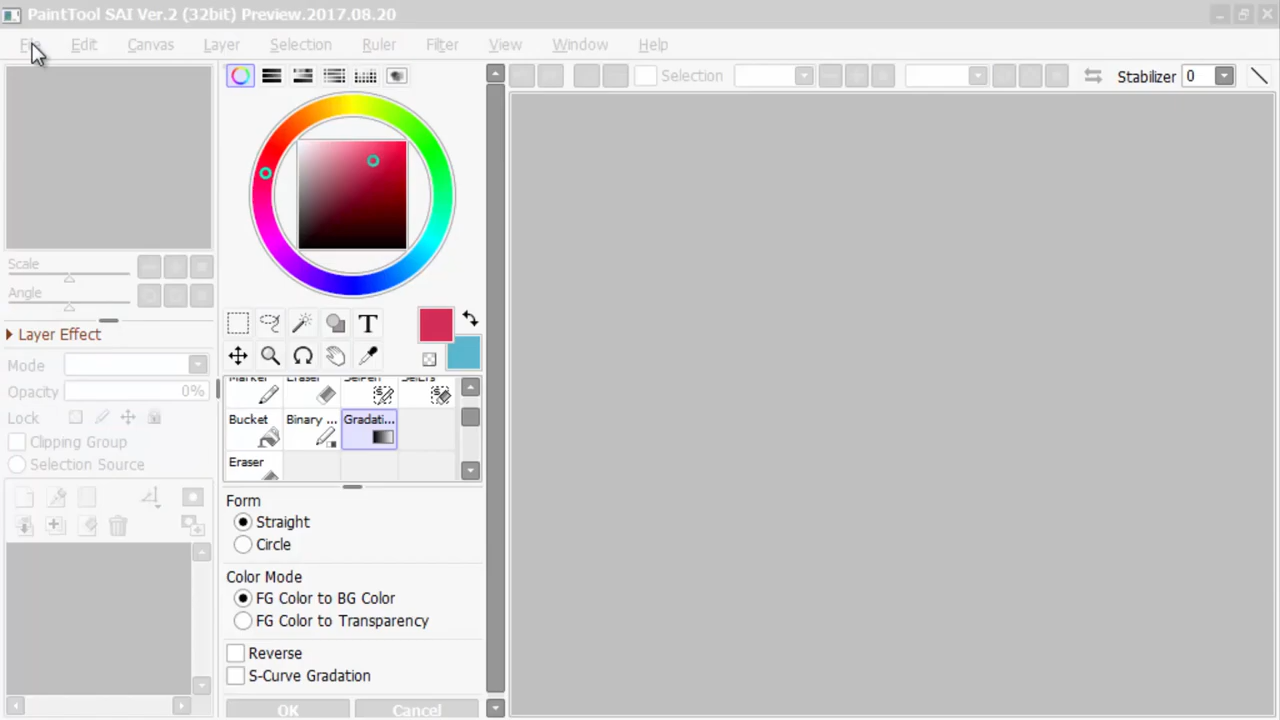 PaintTool SAI Ver.2 (32bit) Preview.2017.08.20
File Edit Canvas Layer Selection Ruler Filter View Window Help
Selection
Stabilizer 0
Scale
Angle
Layer Effect
Mode
Opacity 0%
Lock
Clipping Group
Selection Source
T
Marker Eraser SelPen SelErs
Bucket Binary ... Gradati...
Eraser
Form
Straight
Circle
Color Mode
FG Color to BG Color
FG Color to Transparency
Reverse
S-Curve Gradation
OK Cancel